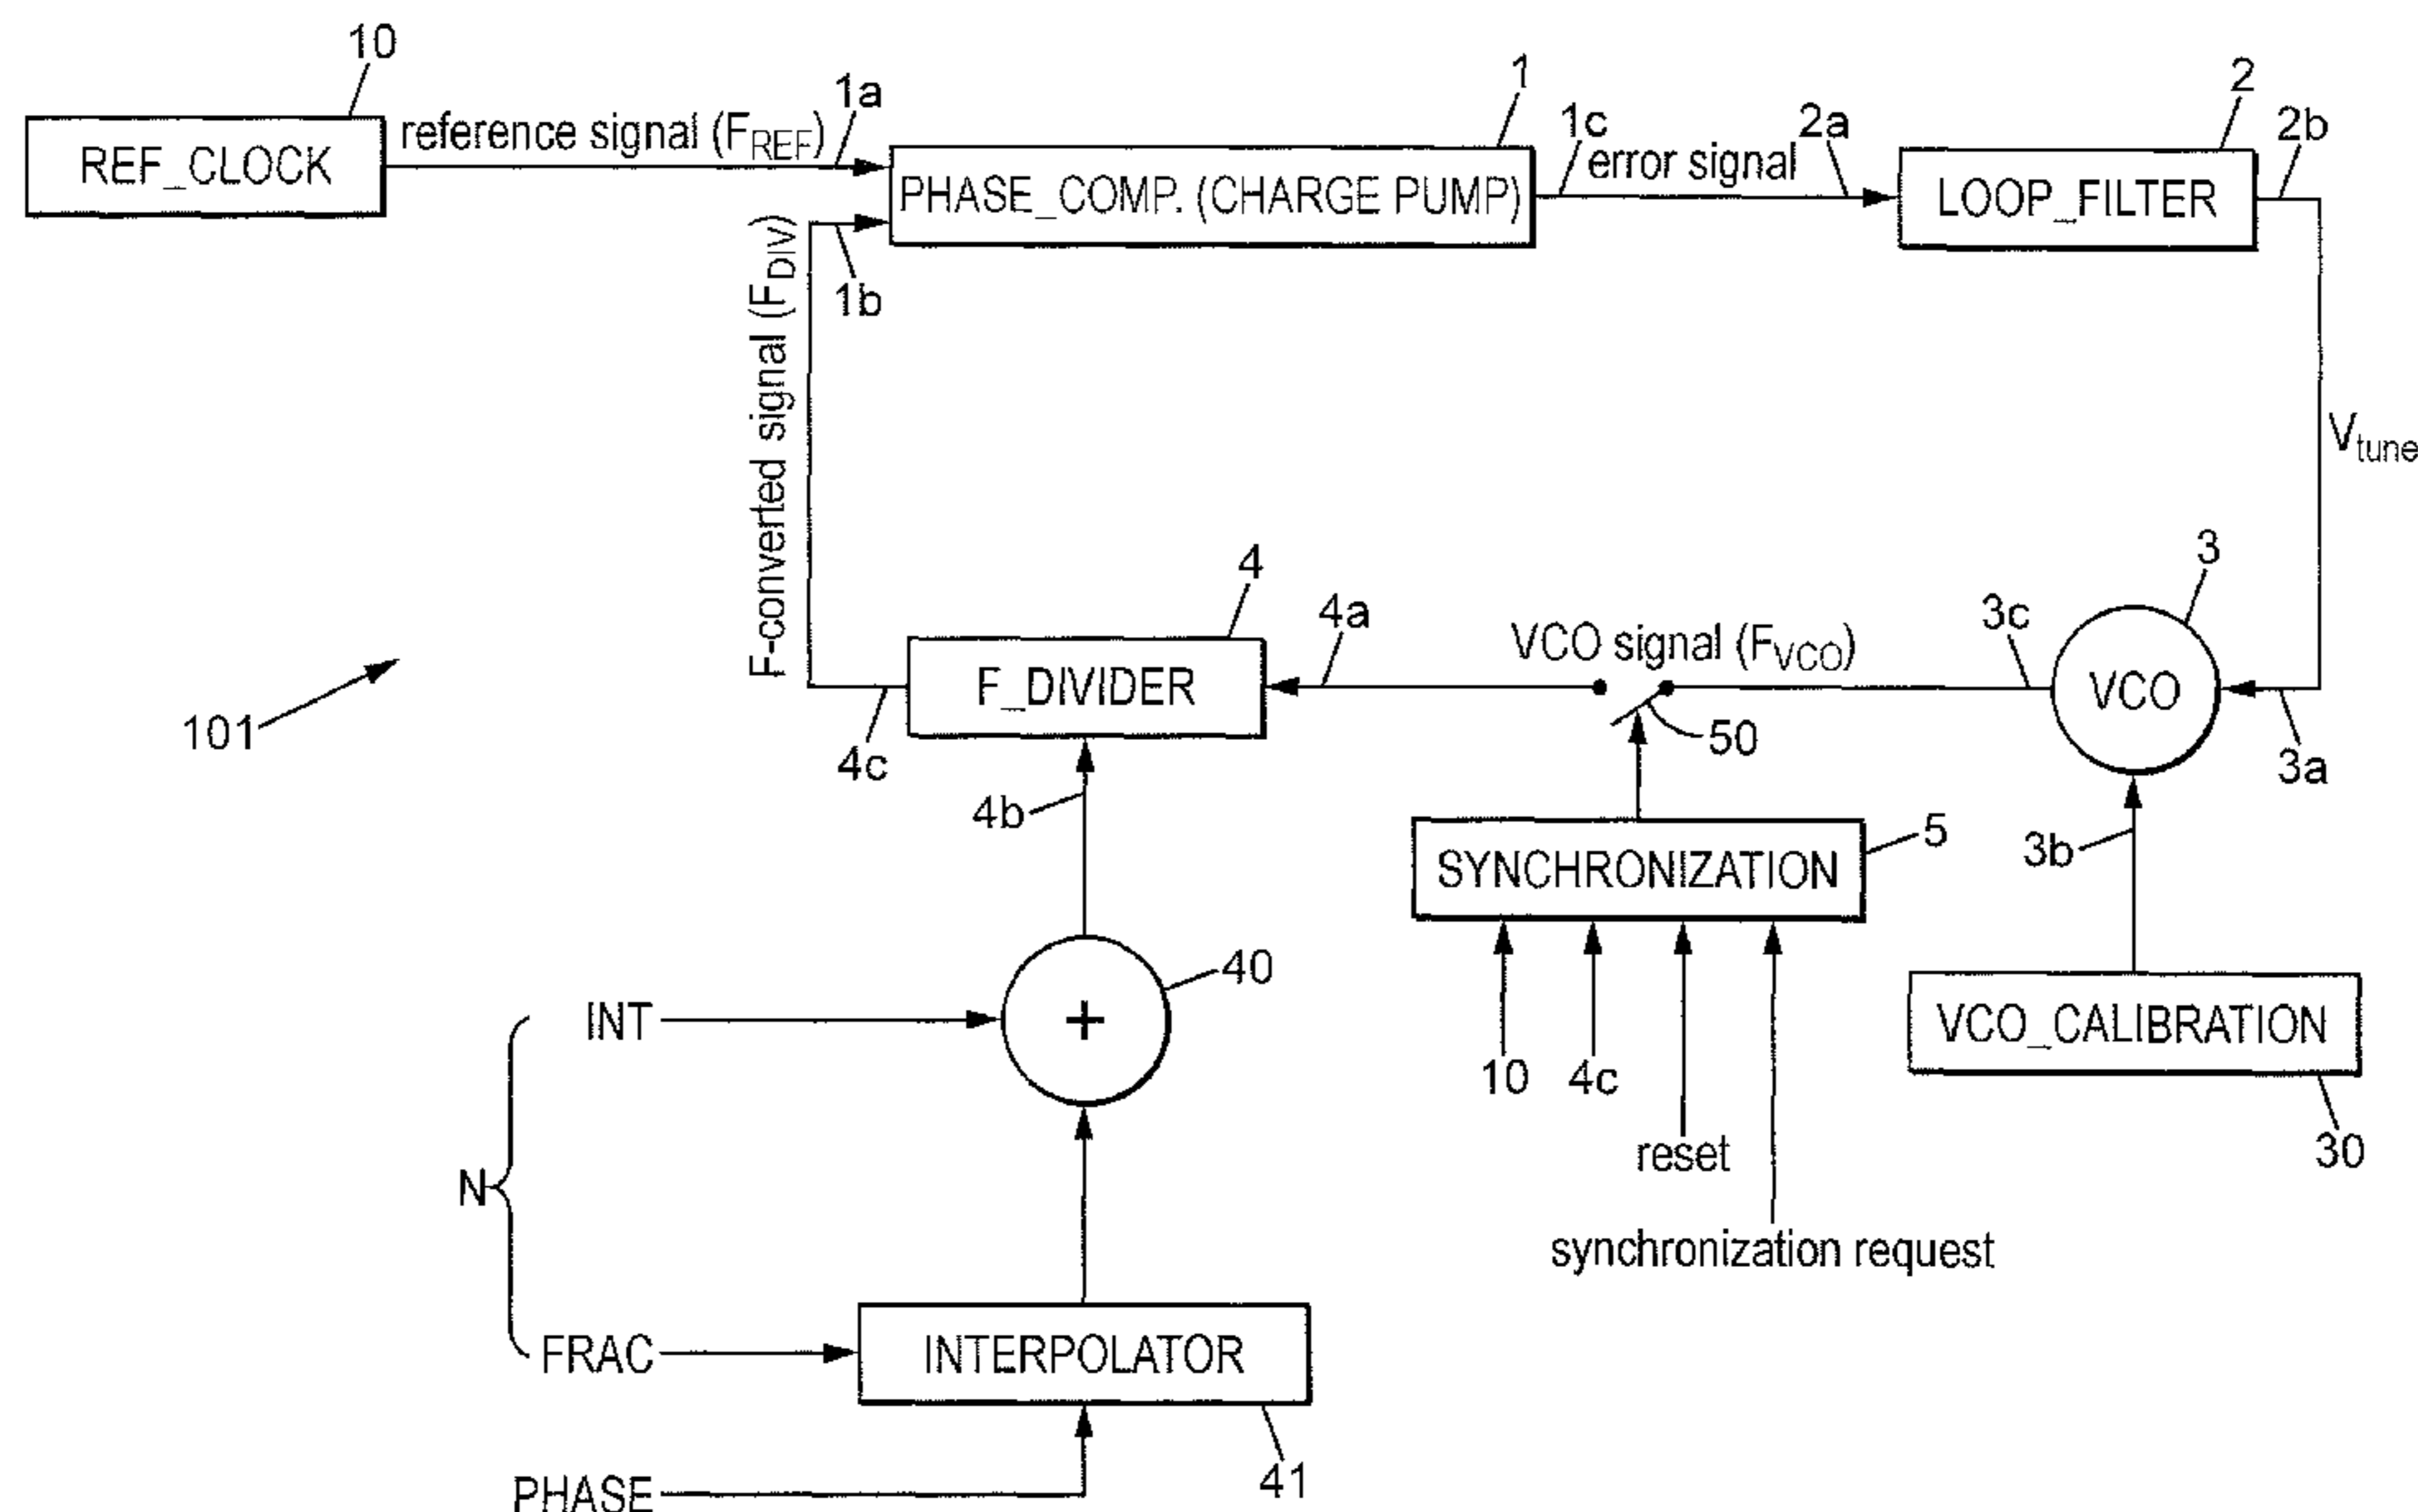 10
REF_CLOCK
reference signal (FREF)
1a
1
PHASE_COMP. (CHARGE PUMP)
1c
error signal
2a
2
LOOP_FILTER
2b
1b
F-converted signal (FDIV)
Vtune
4
F_DIVIDER
4a
VCO signal (FVCO)
3c
3
VCO
3a
101
4c
50
4b
SYNCHRONIZATION
5
3b
40
+
INT
10
4c
reset
synchronization request
VCO_CALIBRATION
30
N
FRAC
INTERPOLATOR
41
PHASE